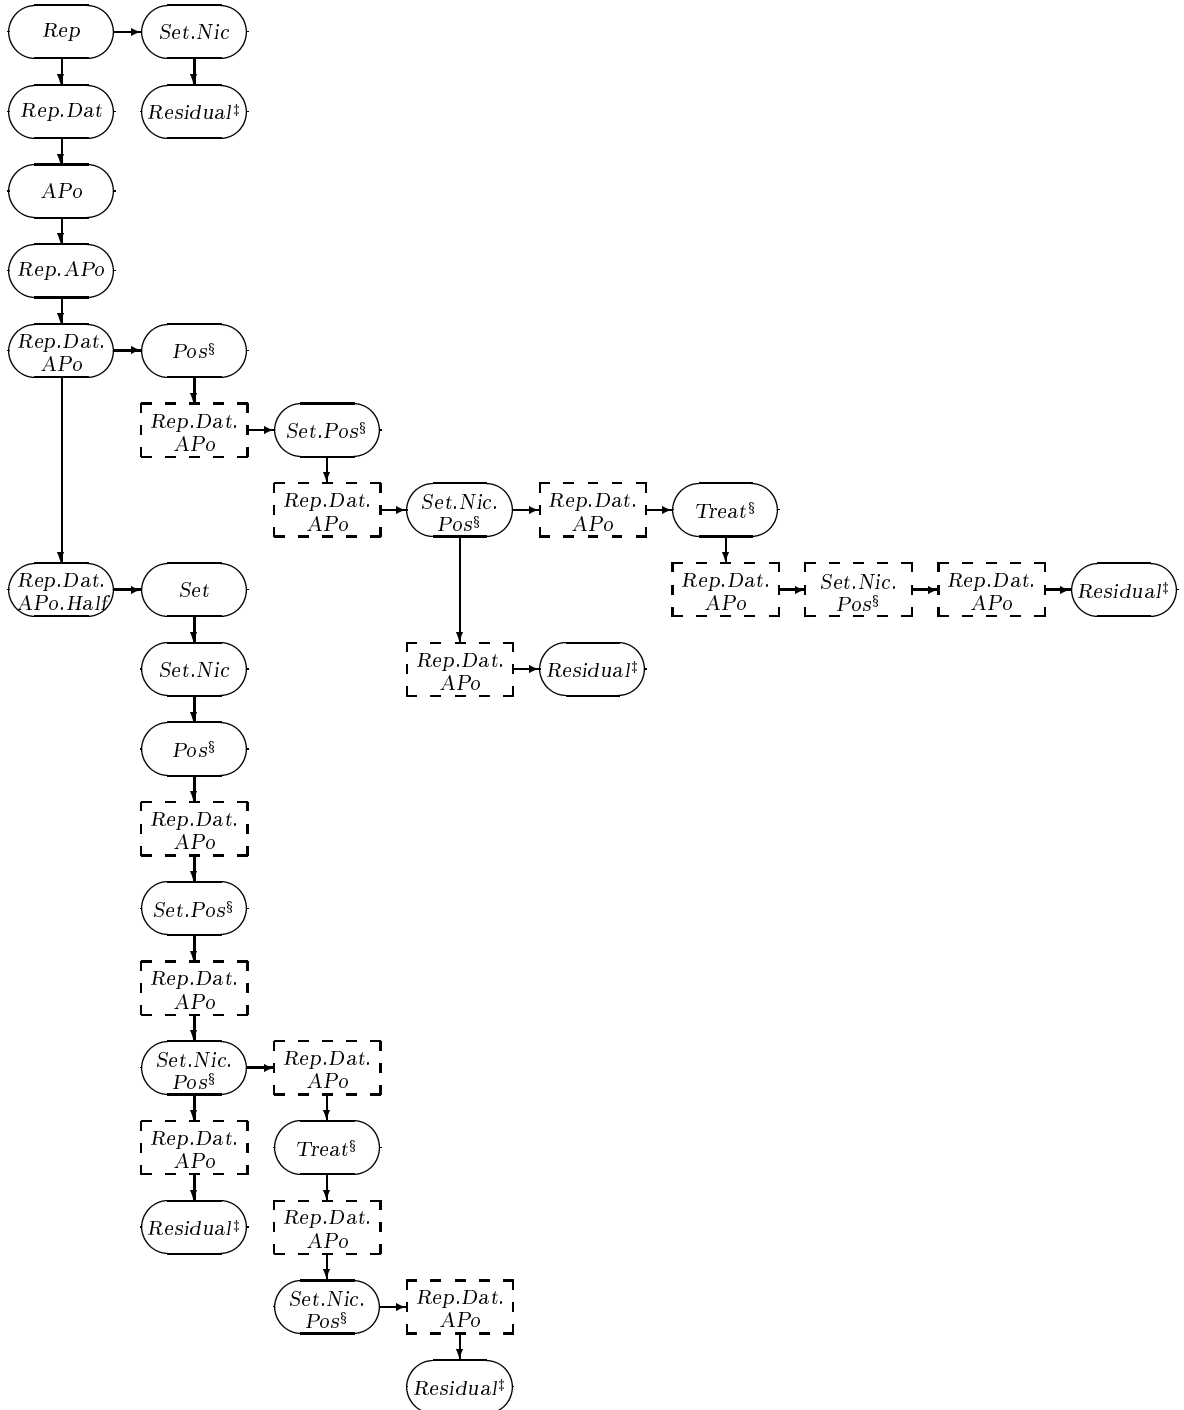 Rep
Set.Nic
Rep.Dat
Residual‡
APo
Rep.APo
Rep.Dat.
APo
Pos§
Rep.Dat.
APo
Set.Pos§
Rep.Dat.
APo
Set.Nic.
Pos§
Rep.Dat.
APo
Treat§
Rep.Dat.
APo.Half
Set
Rep.Dat.
APo
Set.Nic.
Pos§
Rep.Dat.
APo
Residual‡
Set.Nic
Rep.Dat.
APo
Residual‡
Pos§
Rep.Dat.
APo
Set.Pos§
Rep.Dat.
APo
Set.Nic.
Pos§
Rep.Dat.
APo
Rep.Dat.
APo
Treat§
Residual‡
Rep.Dat.
APo
Set.Nic.
Pos§
Rep.Dat.
APo
Residual‡